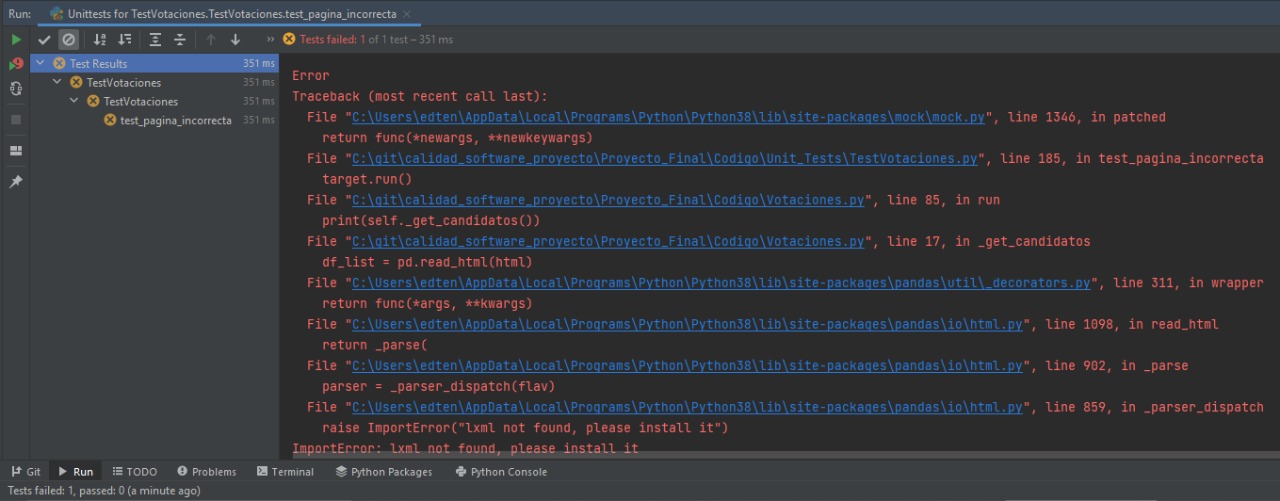 Run: Unittests for TestVotaciones.TestVotaciones.test_pagina_incorrecta ×
» Tests failed: 1 of 1 test – 351 ms
Test Results 351 ms
TestVotaciones 351 ms
TestVotaciones 351 ms
test_pagina_incorrecta 351 ms
Error
Traceback (most recent call last):
File "C:\Users\edten\AppData\Local\Programs\Python\Python38\lib\site-packages\mock\mock.py", line 1346, in patched
return func(*newargs, **newkeywargs)
File "C:\git\calidad_software_proyecto\Proyecto_Final\Codigo\Unit_Tests\TestVotaciones.py", line 185, in test_pagina_incorrecta
target.run()
File "C:\git\calidad_software_proyecto\Proyecto_Final\Codigo\Votaciones.py", line 85, in run
print(self._get_candidatos())
File "C:\git\calidad_software_proyecto\Proyecto_Final\Codigo\Votaciones.py", line 17, in _get_candidatos
df_list = pd.read_html(html)
File "C:\Users\edten\AppData\Local\Programs\Python\Python38\lib\site-packages\pandas\util\_decorators.py", line 311, in wrapper
return func(*args, **kwargs)
File "C:\Users\edten\AppData\Local\Programs\Python\Python38\lib\site-packages\pandas\io\html.py", line 1098, in read_html
return _parse(
File "C:\Users\edten\AppData\Local\Programs\Python\Python38\lib\site-packages\pandas\io\html.py", line 902, in _parse
parser = _parser_dispatch(flav)
File "C:\Users\edten\AppData\Local\Programs\Python\Python38\lib\site-packages\pandas\io\html.py", line 859, in _parser_dispatch
raise ImportError("lxml not found, please install it")
ImportError: lxml not found, please install it
Git Run TODO Problems Terminal Python Packages Python Console
Tests failed: 1, passed: 0 (a minute ago)